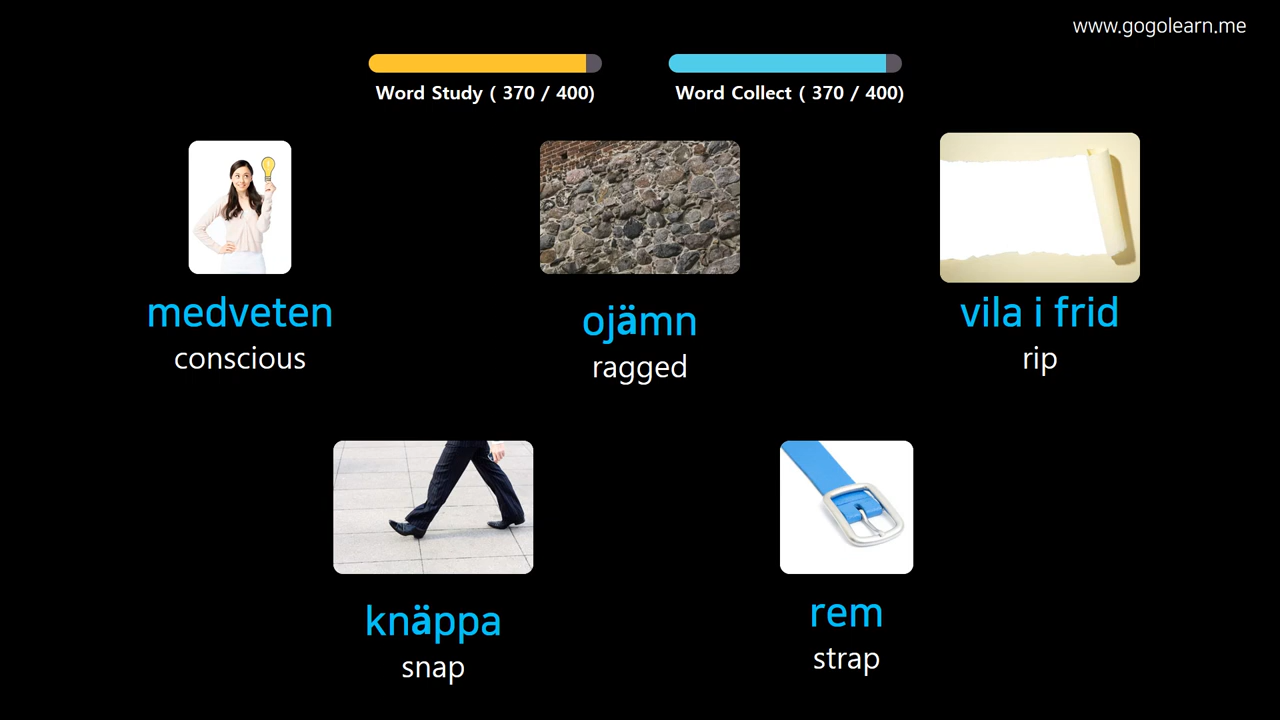 www.gogolearn.me
Word Study ( 370 / 400)
Word Collect ( 370 / 400)
medveten
conscious
ojämn
ragged
vila i frid
rip
knäppa
snap
rem
strap